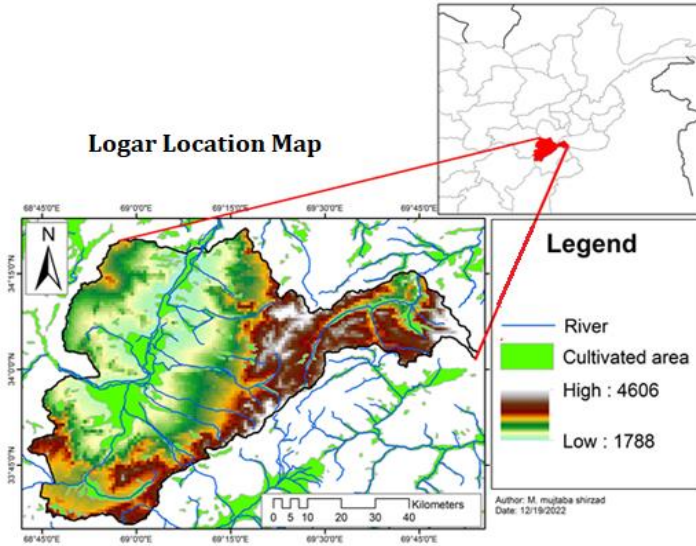 Logar Location Map
68°45'0"E
69°0'0"E
69°15'0"E
69°30'0"E
69°45'0"E
N
34°15'0"N
34°0'0"N
33°45'0"N
Kilometers
0 5 10 20 30 40
68°45'0"E
69°0'0"E
69°15'0"E
69°30'0"E
69°45'0"E
Legend
River
Cultivated area
High : 4606
Low : 1788
Author: M. mujtaba shirzad
Date: 12/19/2022